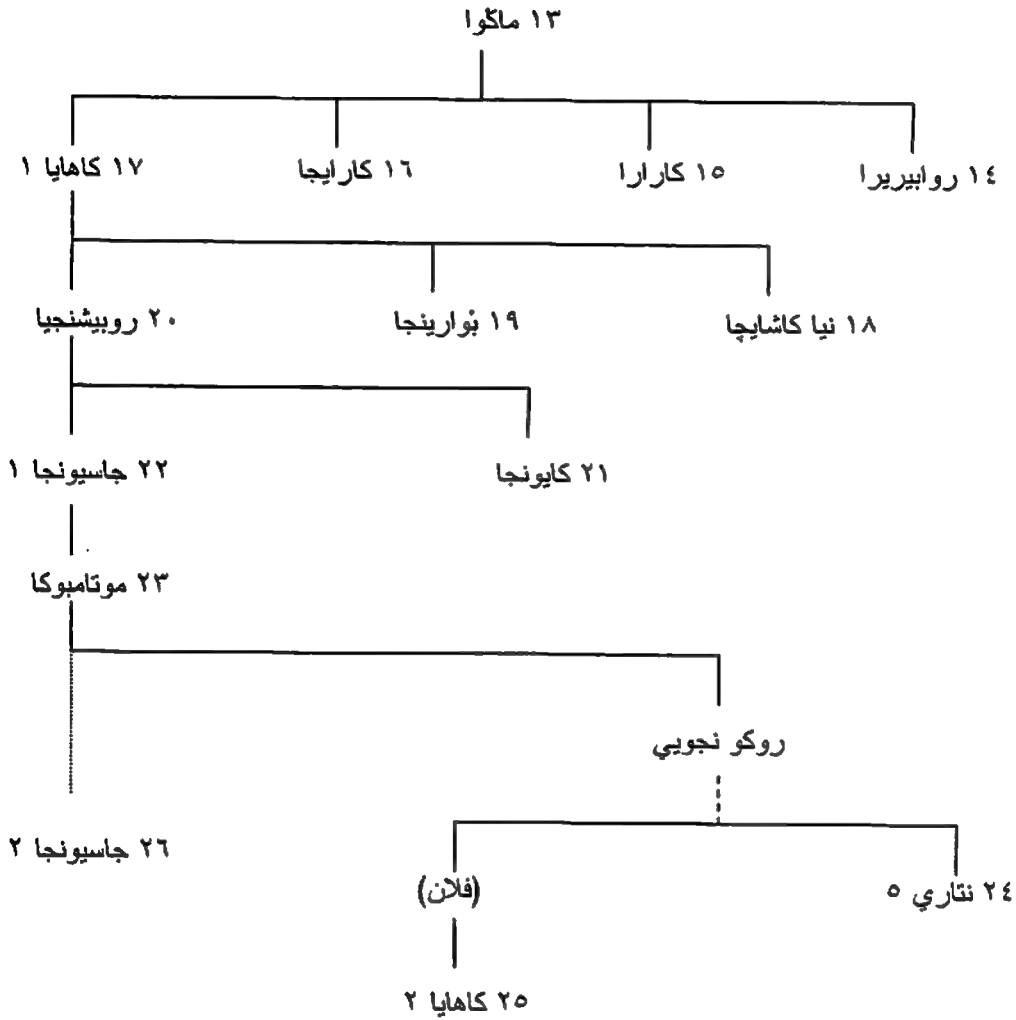 ١٣ ماڭوا
١٤ روابيريرا
١٥ كارارا
١٦ كارايجا
١٧ كاهايا ١
١٨ نيا كاشايچا
١٩ بْوارينجا
٢٠ روبيشنجيا
٢١ كايونجا
٢٢ جاسيونجا ١
٢٣ موتامبوكا
روكو نجويي
٢٦ جاسيونجا ٢
٢٤ نتاري ٥
(فلان)
٢٥ كاهايا ٢